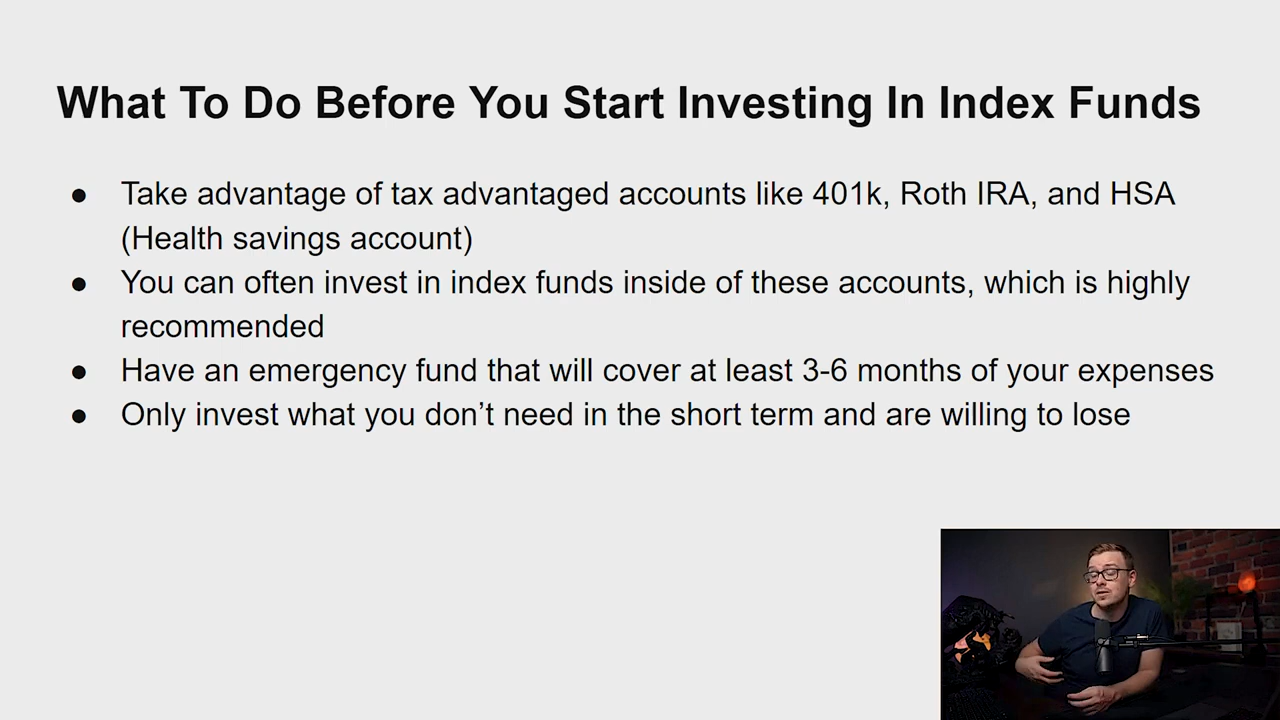 What To Do Before You Start Investing In Index Funds
● Take advantage of tax advantaged accounts like 401k, Roth IRA, and HSA
(Health savings account)
● You can often invest in index funds inside of these accounts, which is highly
recommended
● Have an emergency fund that will cover at least 3-6 months of your expenses
● Only invest what you don’t need in the short term and are willing to lose